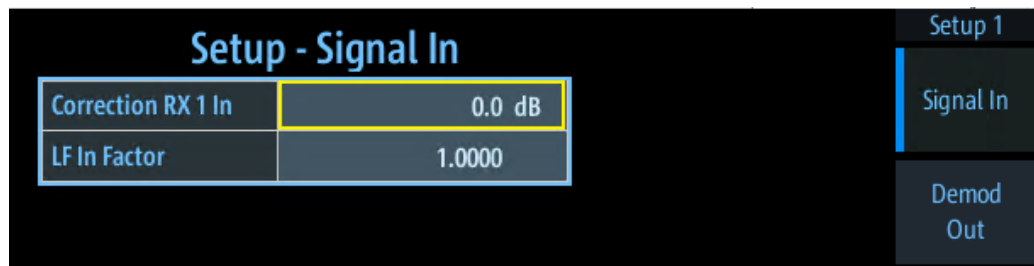 Setup - Signal In
Correction RX 1 In 0.0 dB
LF In Factor 1.0000
Setup 1
Signal In
Demod
Out